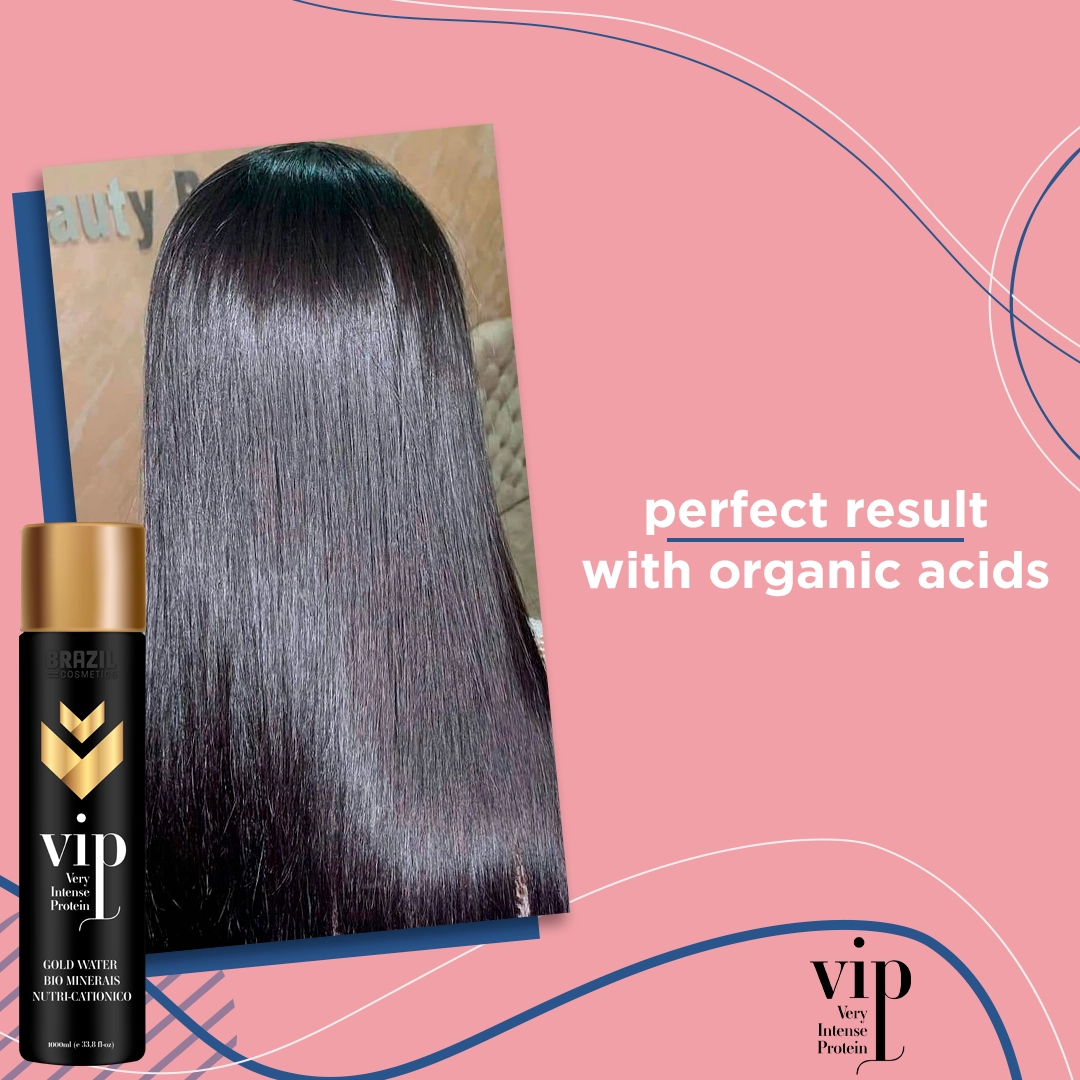 auty
perfect result
with organic acids
BRAZIL
COSMETICS
vip
Very
Intense
Protein
GOLD WATER
BIO MINERAIS
NUTRI-CATIONICO
1000ml (e 33,8 fl-oz)
vip
Very
Intense
Protein